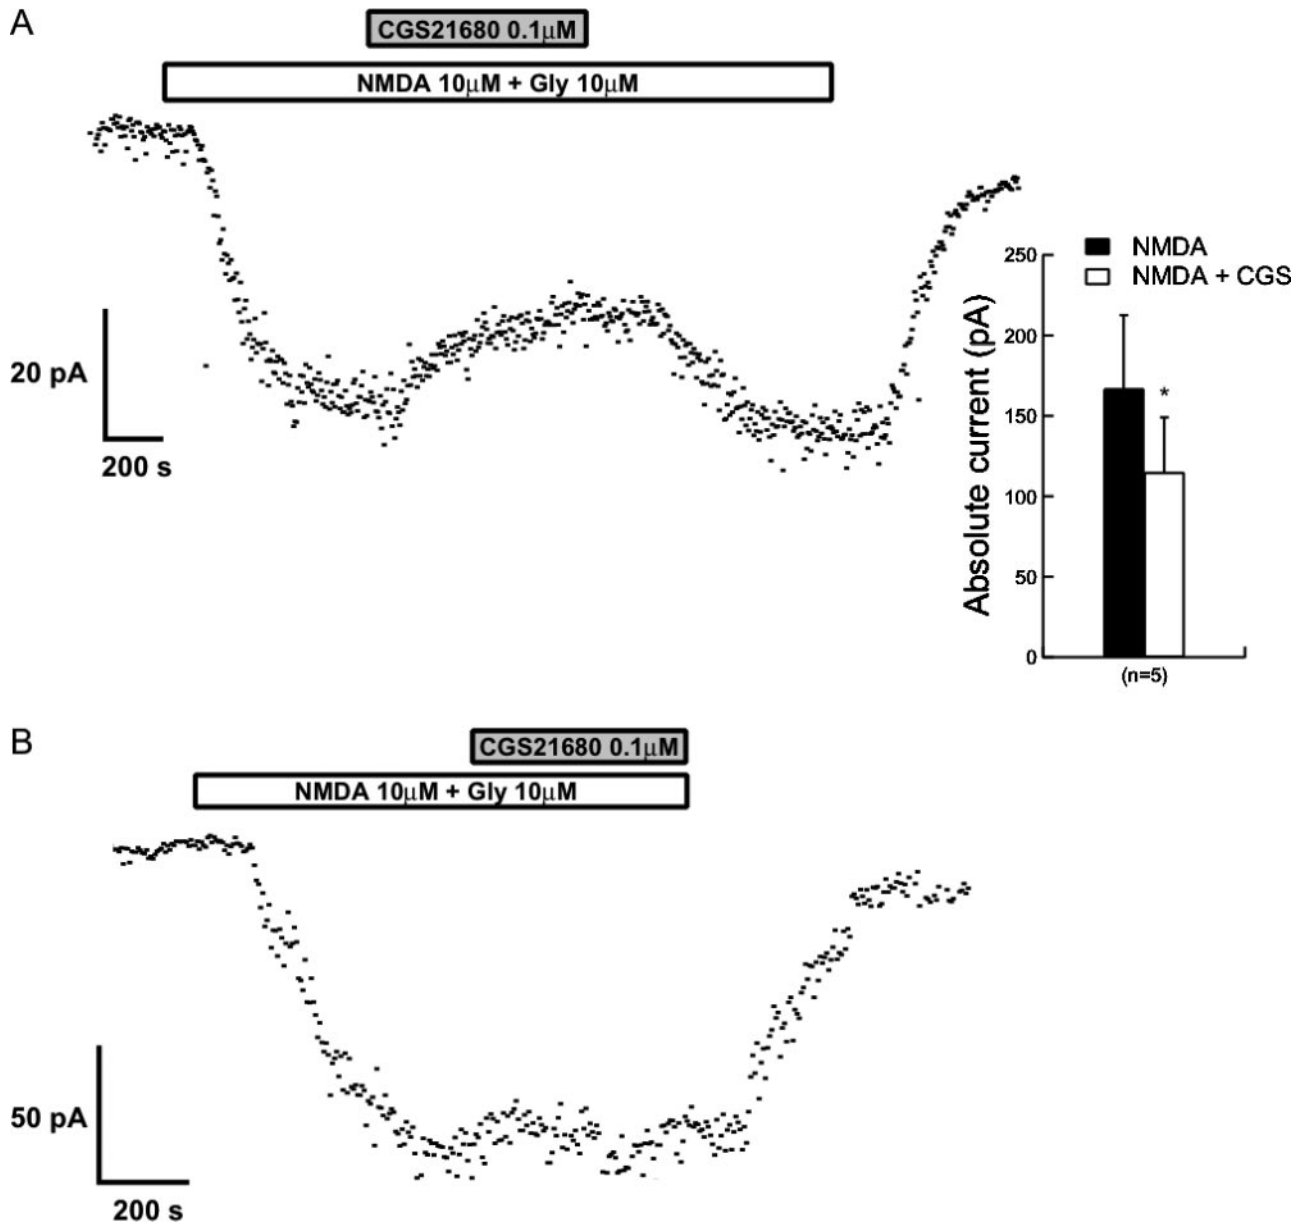 A
CGS21680 0.1μM
NMDA 10μM + Gly 10μM
20 pA
200 s
NMDA
NMDA + CGS
Absolute current (pA)
250
200
150
100
50
0
*
(n=5)
B
CGS21680 0.1μM
NMDA 10μM + Gly 10μM
50 pA
200 s